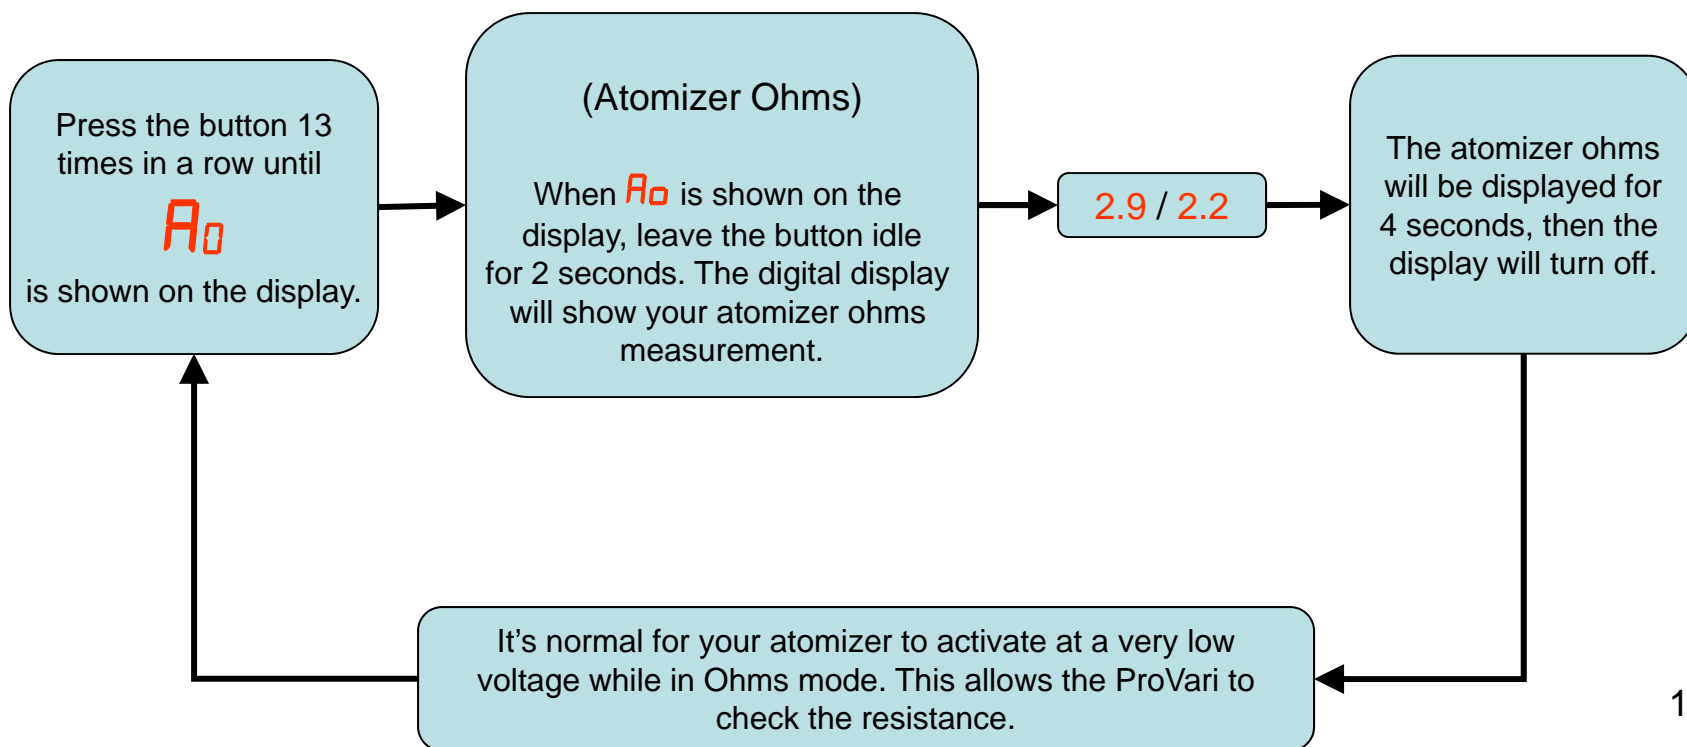 Press the button 13
times in a row until
Ao
is shown on the display.
(Atomizer Ohms)
When Ao is shown on the
display, leave the button idle
for 2 seconds. The digital display
will show your atomizer ohms
measurement.
2.9 / 2.2
The atomizer ohms
will be displayed for
4 seconds, then the
display will turn off.
It’s normal for your atomizer to activate at a very low
voltage while in Ohms mode. This allows the ProVari to
check the resistance.
1